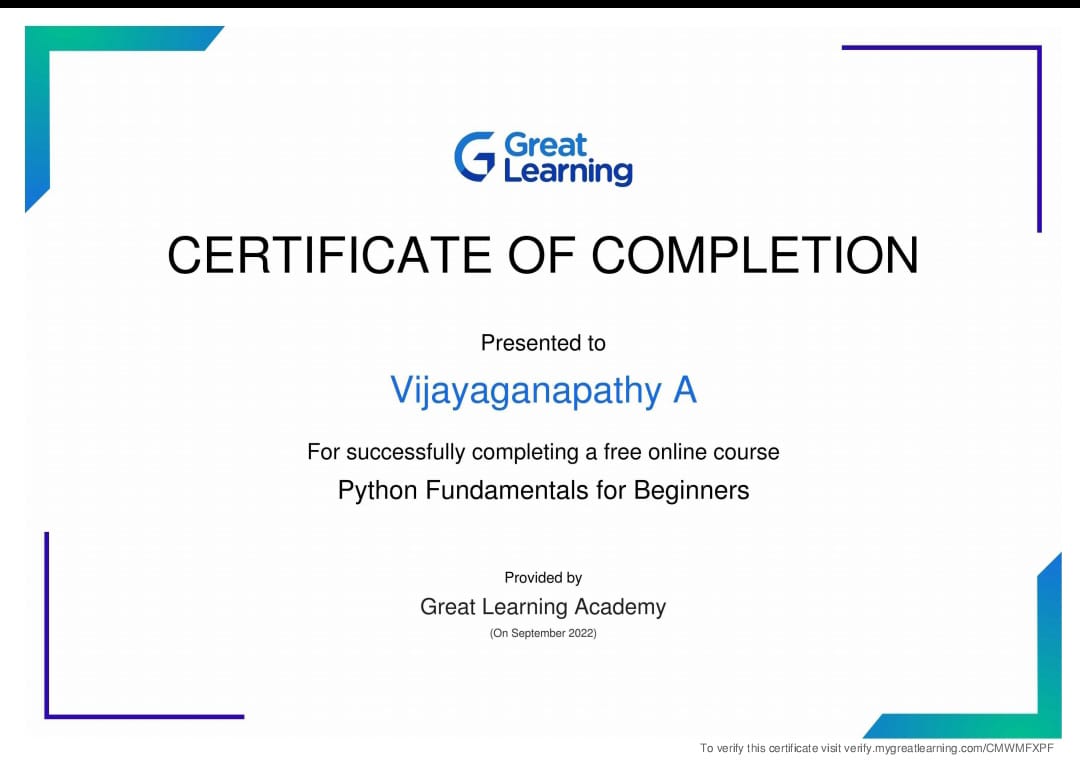 Great
Learning
CERTIFICATE OF COMPLETION
Presented to
Vijayaganapathy A
For successfully completing a free online course
Python Fundamentals for Beginners
Provided by
Great Learning Academy
(On September 2022)
To verify this certificate visit verify.mygreatlearning.com/CMWMFXPF